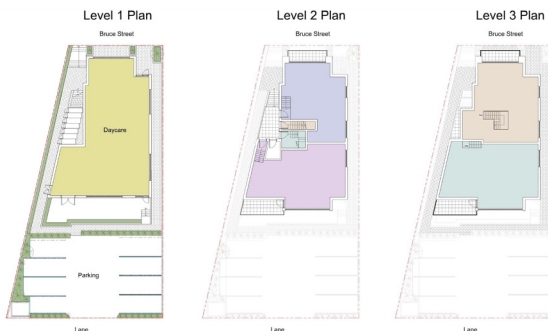 Level 1 Plan
Bruce Street
Daycare
Parking
Lane
Level 2 Plan
Bruce Street
Lane
Level 3 Plan
Bruce Street
Lane